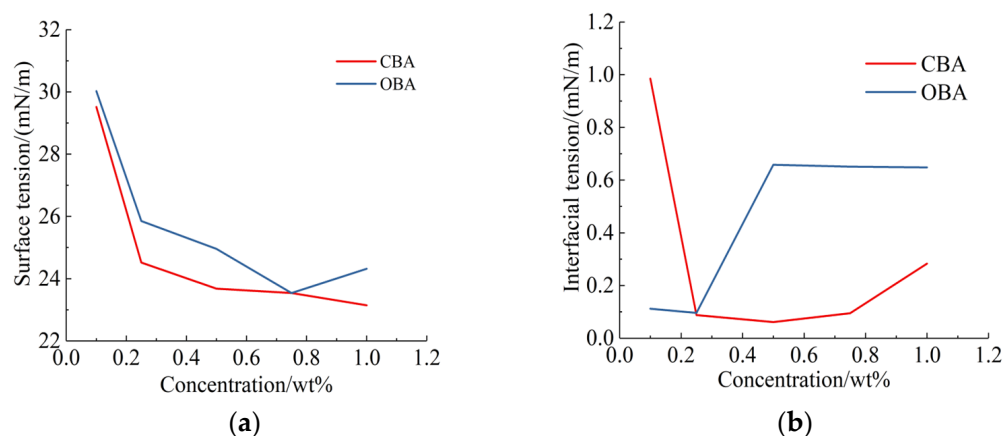 32
30
28
26
24
22
0.0 0.2 0.4 0.6 0.8 1.0 1.2
Surface tension/(mN/m)
Concentration/wt%
CBA
OBA
(a)
1.2
1.0
0.8
0.6
0.4
0.2
0.0
0.0 0.2 0.4 0.6 0.8 1.0 1.2
Interfacial tension/(mN/m)
Concentration/wt%
CBA
OBA
(b)